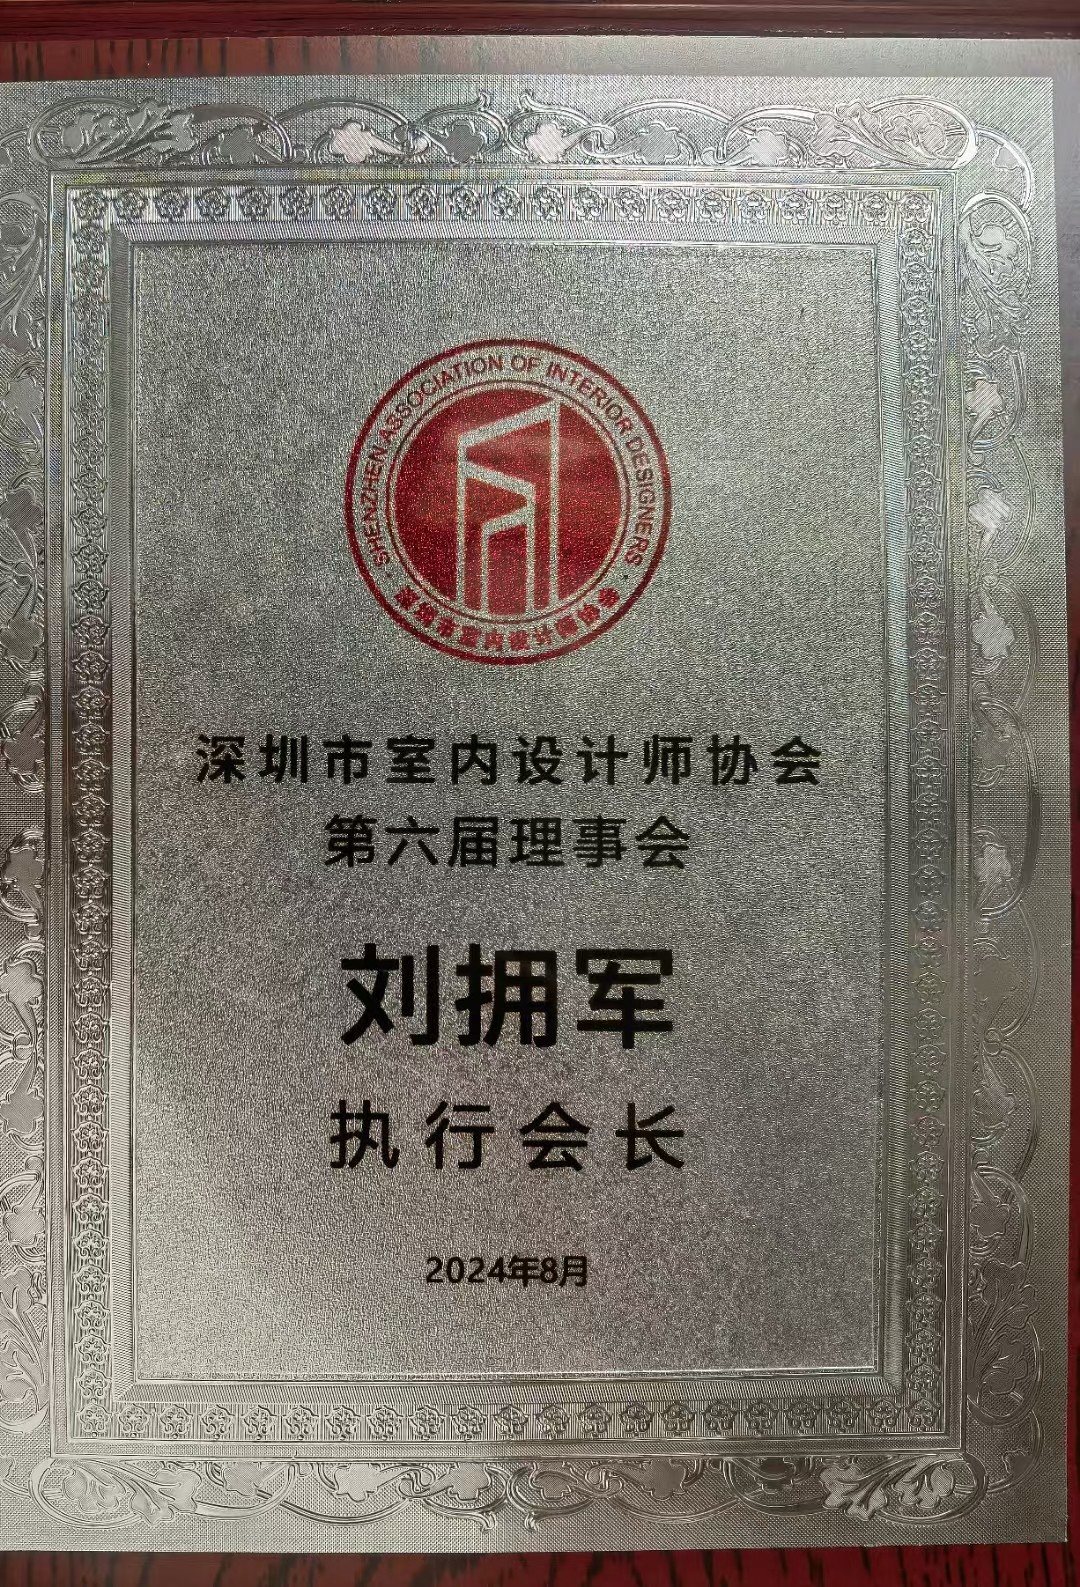 SHENZHEN ASSOCIATION OF INTERIOR DESIGNERS
深圳市室内设计师协会
深圳市室内设计师协会
第六届理事会
刘拥军
执行会长
2024年8月